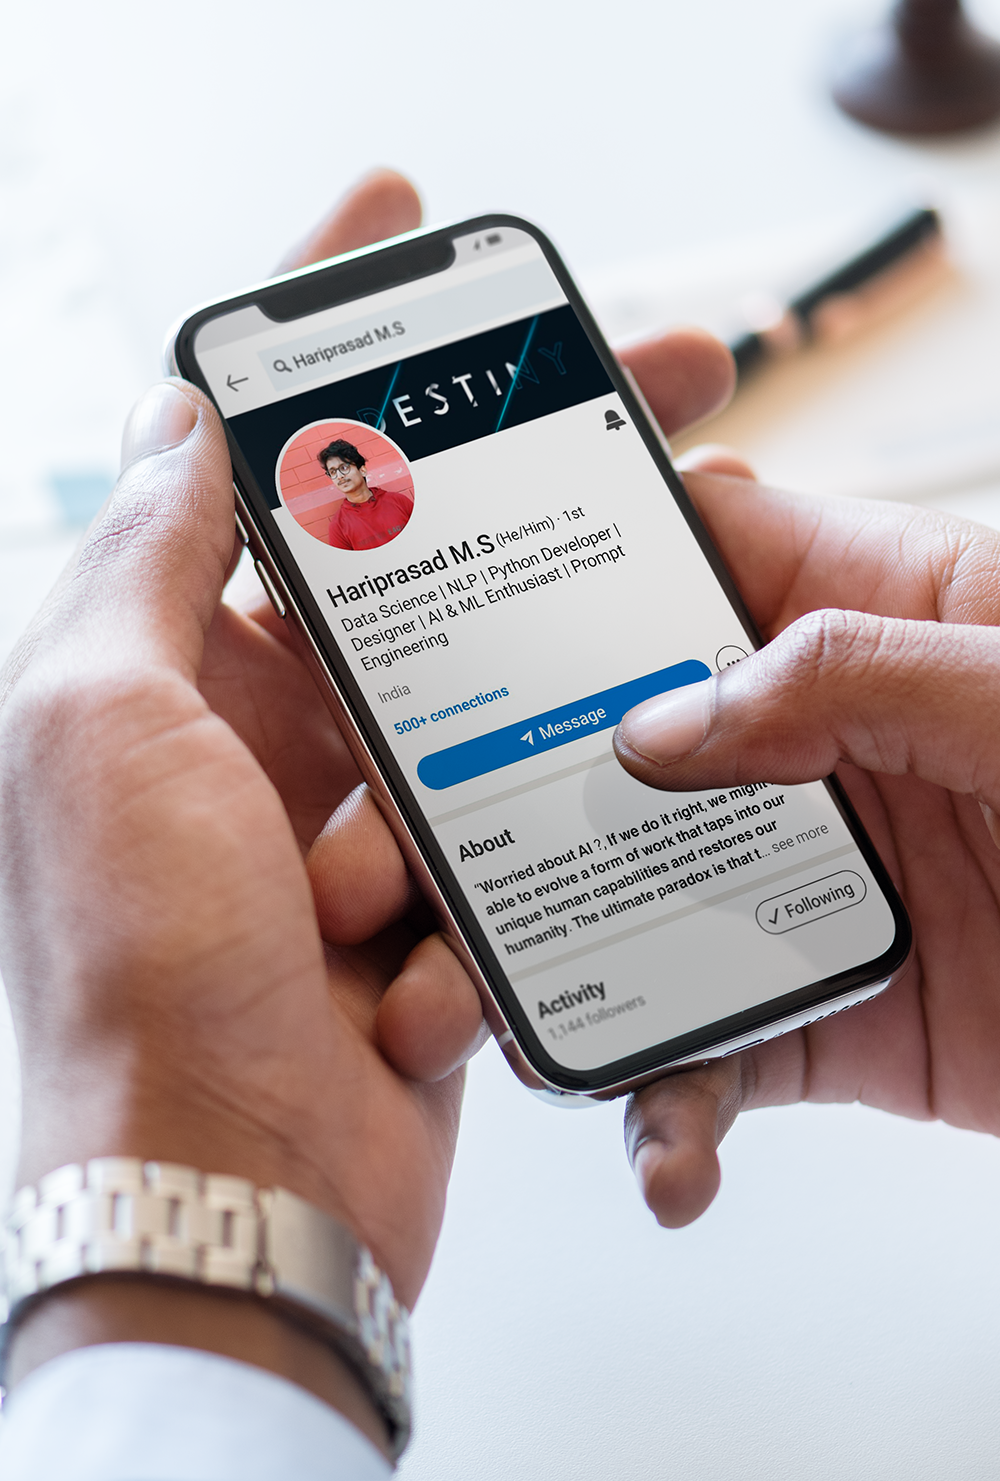 Hariprasad M.S
DESTINY
Hariprasad M.S (He/Him) · 1st
Data Science | NLP | Python Developer |
Designer | AI & ML Enthusiast | Prompt
Engineering
India
500+ connections
Message
About
"Worried about AI ?, If we do it right, we might
able to evolve a form of work that taps into our
unique human capabilities and restores our
humanity. The ultimate paradox is that t... see more
Following
Activity
1,144 followers